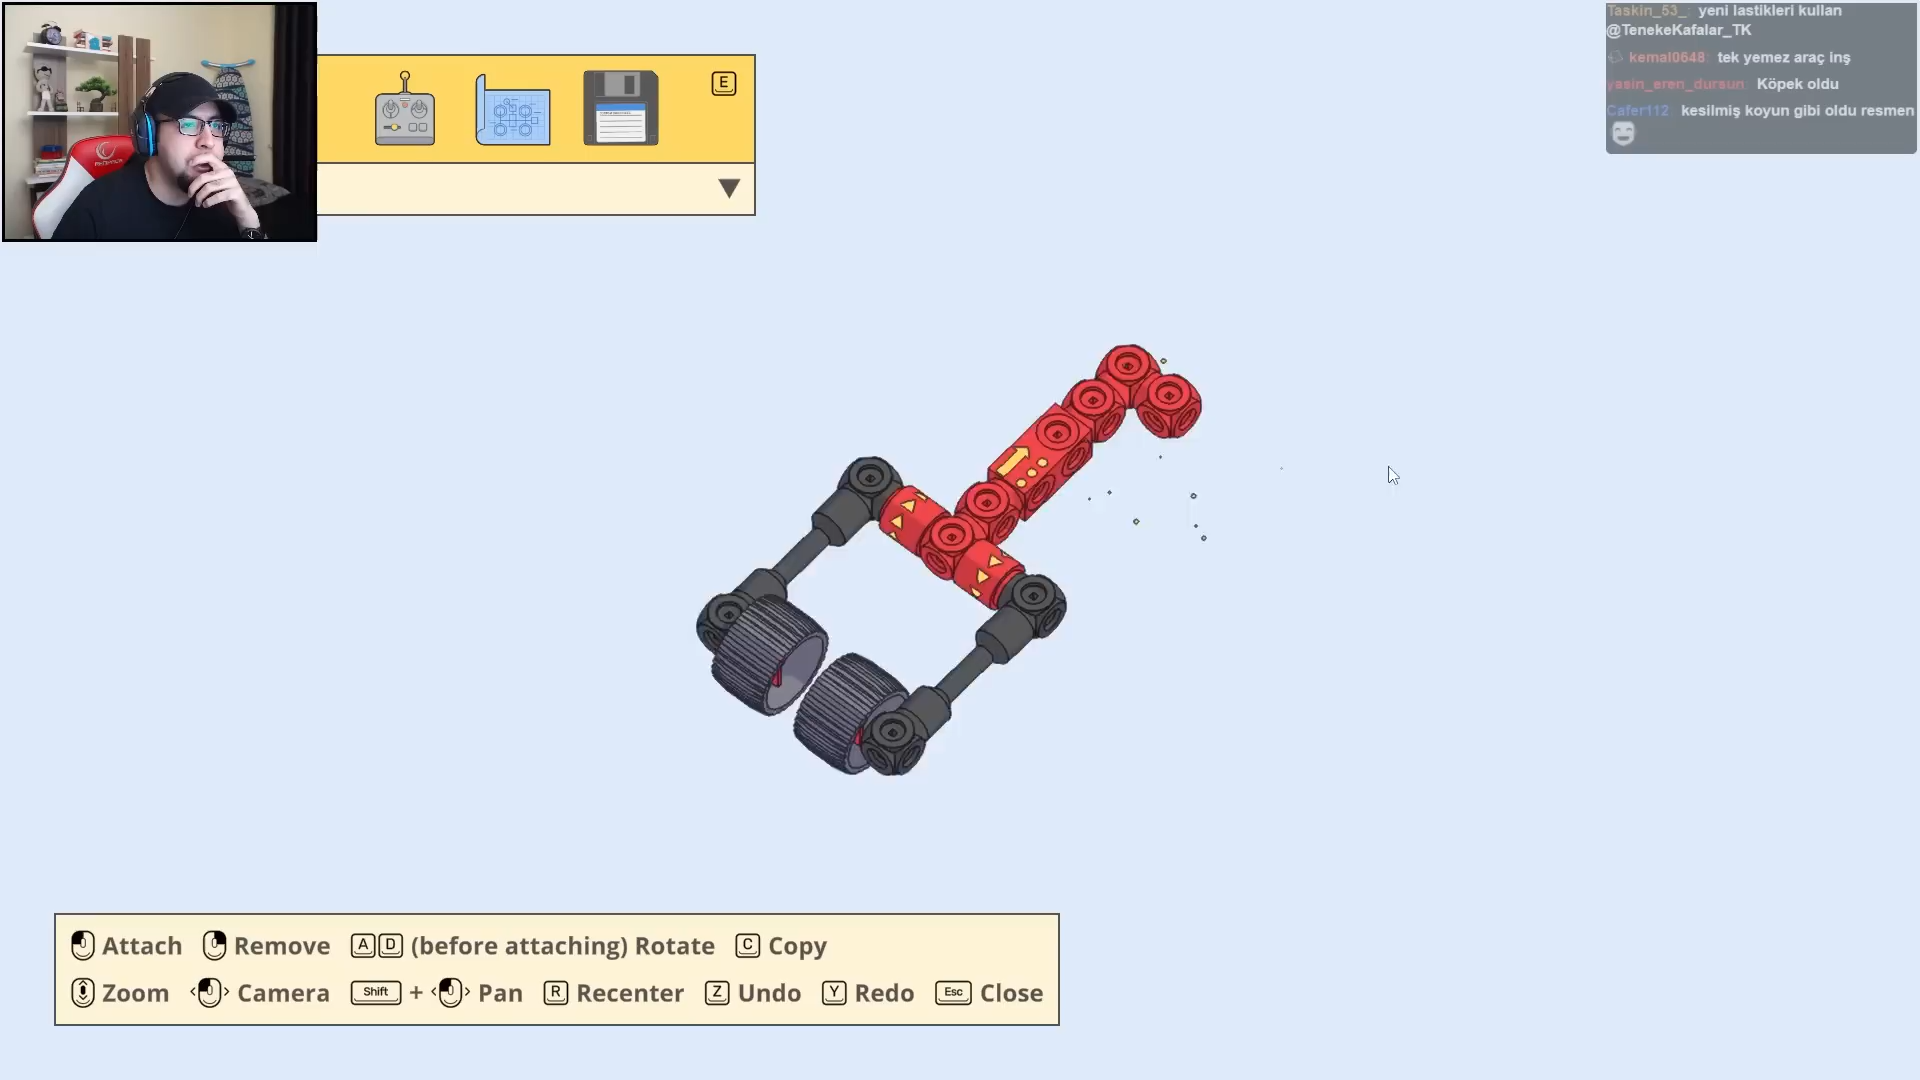 Taskin_53_: yeni lastikleri kullan
@TenekeKafalar_TK
kemal0648: tek yemez araç inş
yasin_eren_dursun: Köpek oldu
Cafer112: kesilmiş koyun gibi oldu resmen
E
Attach Remove A D (before attaching) Rotate C Copy
Zoom Camera Shift + Pan R Recenter Z Undo Y Redo Esc Close